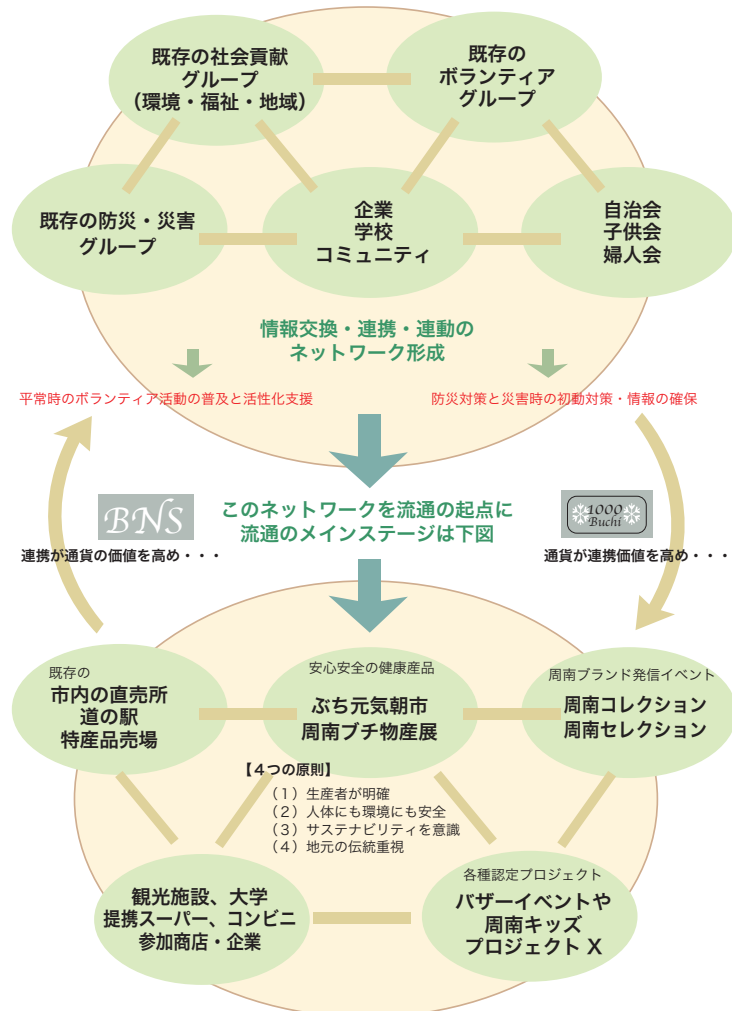 既存の社会貢献
グループ
（環境・福祉・地域）
既存の
ボランティア
グループ
既存の防災・災害
グループ
企業
学校
コミュニティ
自治会
子供会
婦人会
情報交換・連携・連動の
ネットワーク形成
平常時のボランティア活動の普及と活性化支援
防災対策と災害時の初動対策・情報の確保
BNS
このネットワークを流通の起点に
流通のメインステージは下図
1000
Buchi
連携が通貨の価値を高め・・・
通貨が連携価値を高め・・・
既存の
市内の直売所
道の駅
特産品売場
安心安全の健康産品
ぶち元気朝市
周南ブチ物産展
周南ブランド発信イベント
周南コレクション
周南セレクション
【４つの原則】
（１）生産者が明確
（２）人体にも環境にも安全
（３）サステナビリティを意識
（４）地元の伝統重視
観光施設、大学
提携スーパー、コンビニ
参加商店・企業
各種認定プロジェクト
バザーイベントや
周南キッズ
プロジェクト X